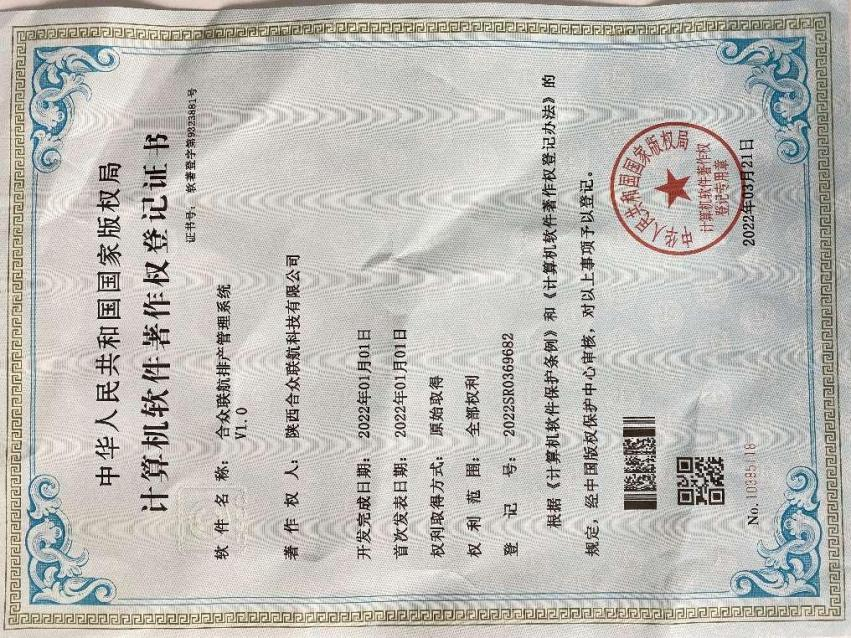 中华人民共和国国家版权局
计算机软件著作权登记证书
证书号：软著登字第9323881号
软件名称：合众联航排产管理系统
V1.0
著作权人：陕西合众联航科技有限公司
开发完成日期：2022年01月01日
首次发表日期：2022年01月01日
权利取得方式：原始取得
权利范围：全部权利
登记号：2022SR0369682
根据《计算机软件保护条例》和《计算机软件著作权登记办法》的
规定，经中国版权保护中心审核，对以上事项予以登记。
中华人民共和国国家版权局
计算机软件著作权
登记专用章
2022年03月21日
No.